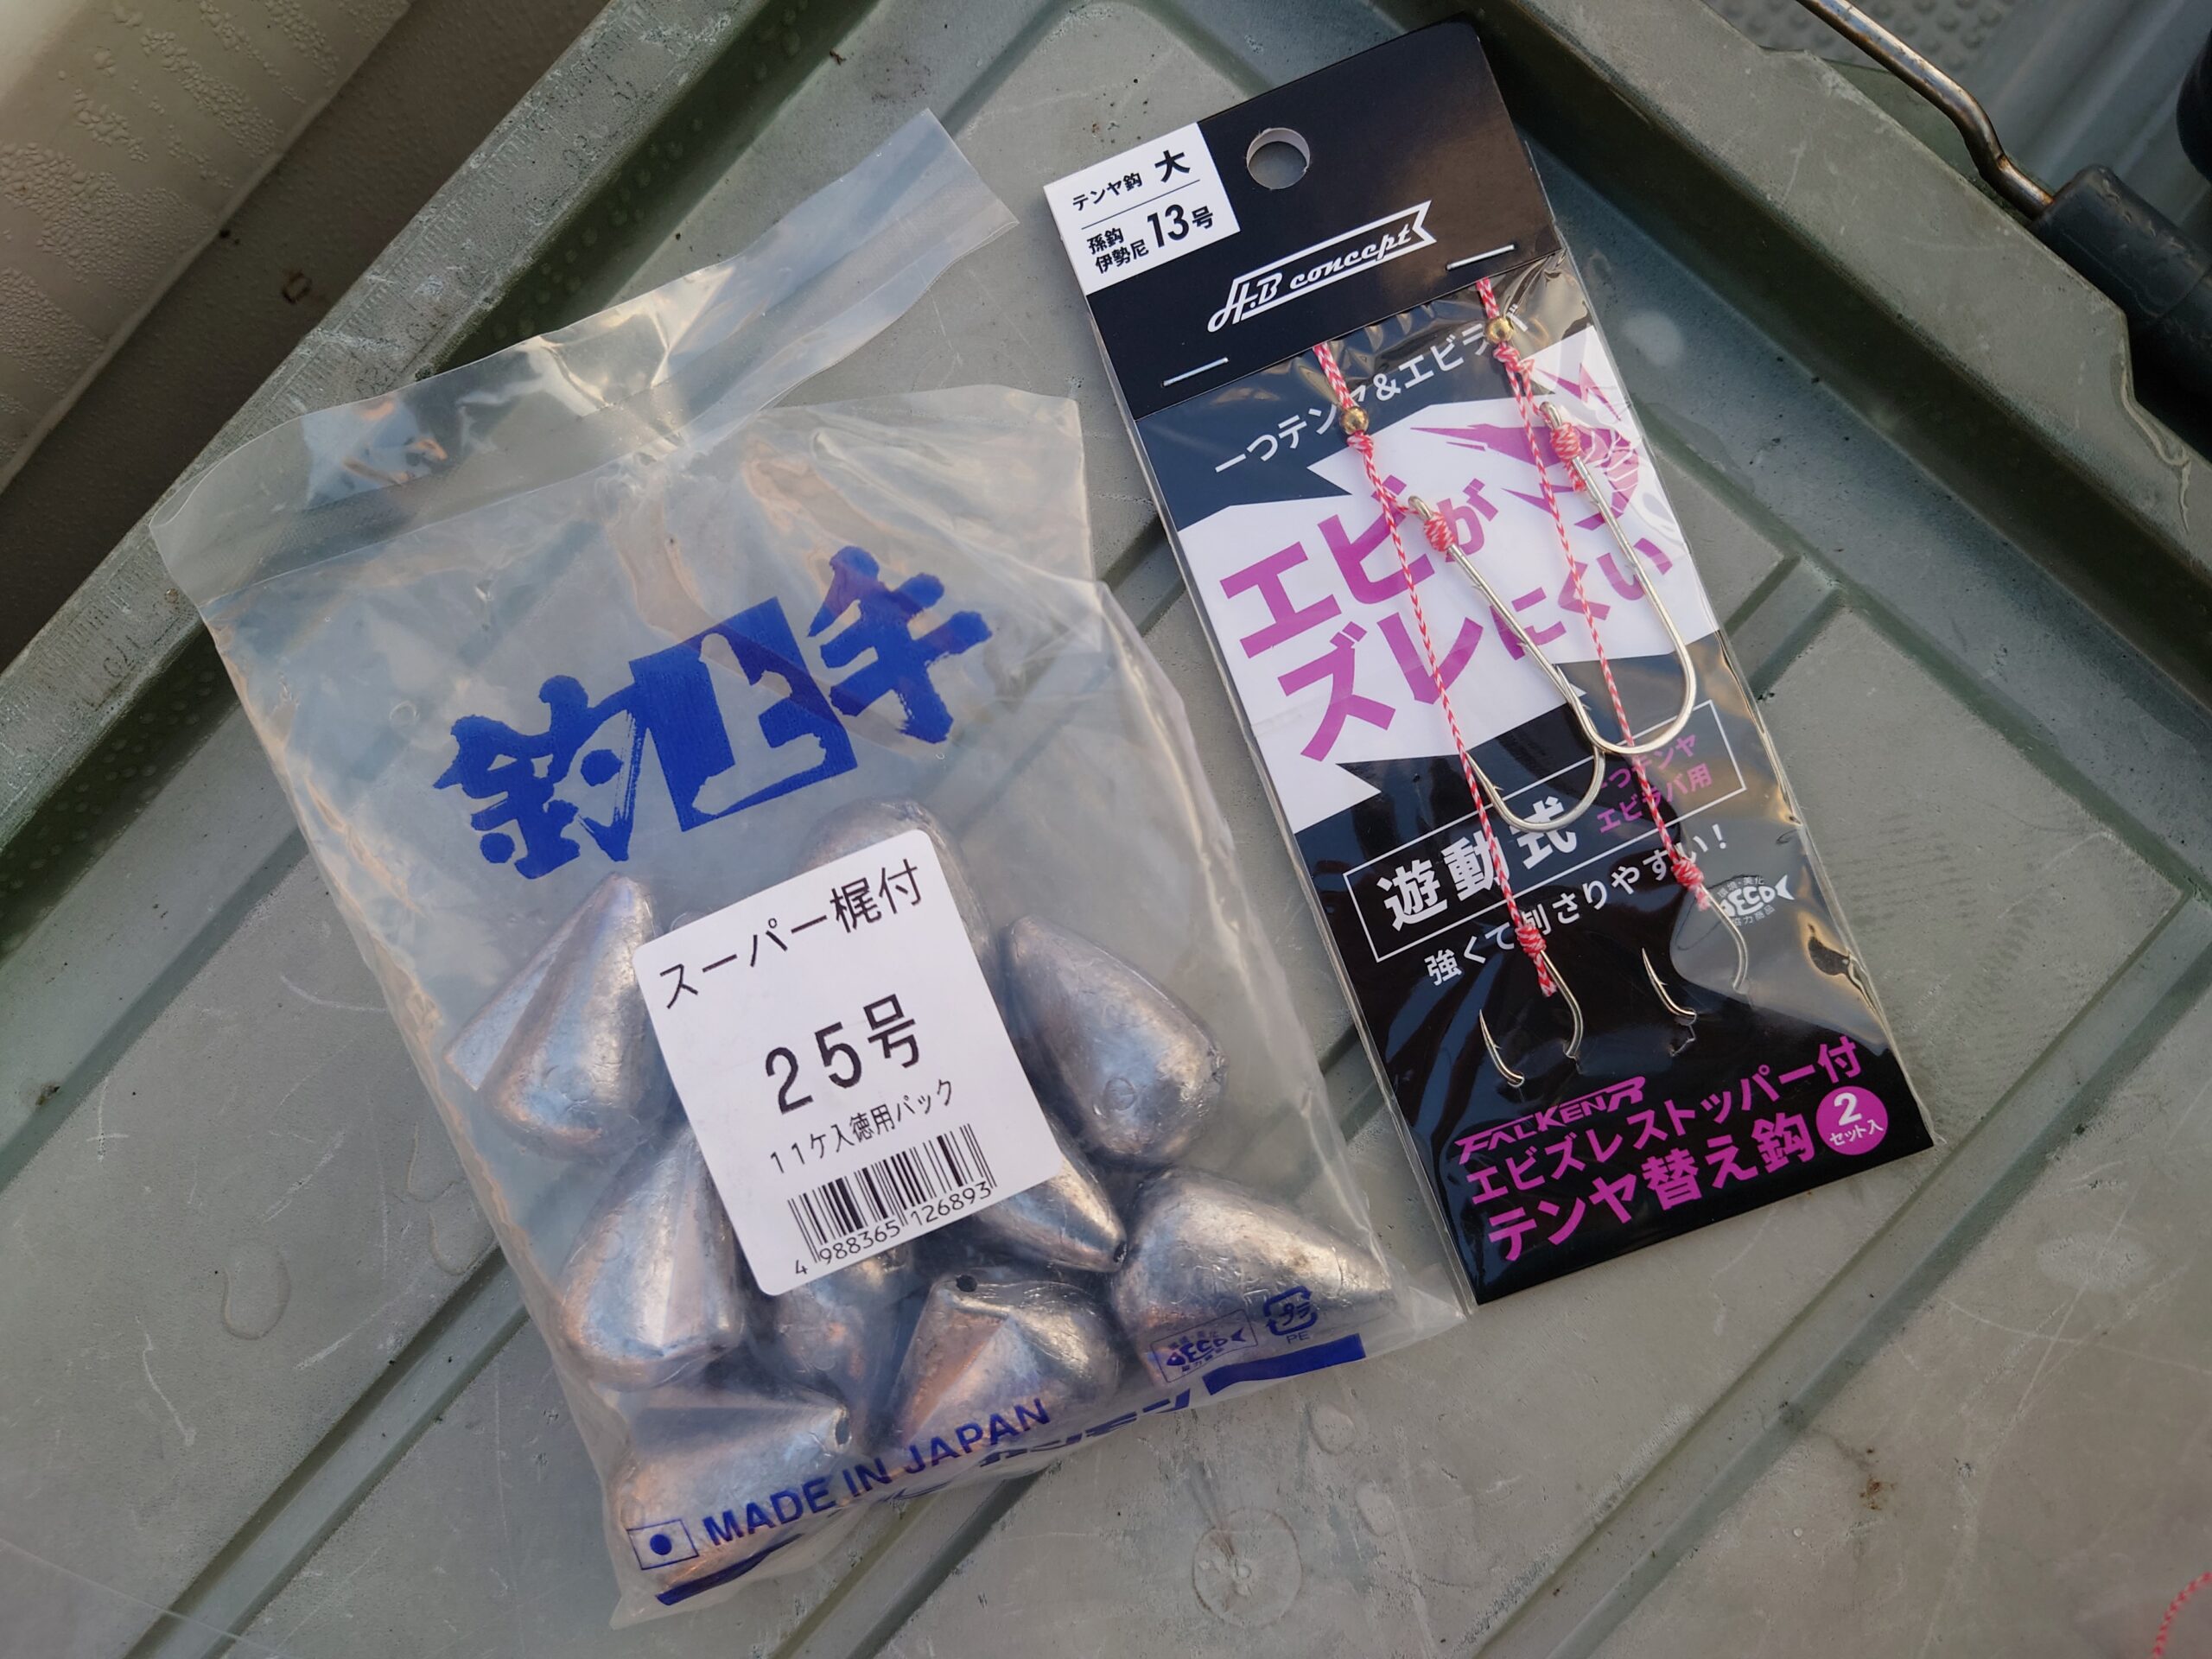 釣上手
スーパー梶付
25号
11ケ入徳用パック
4 988365 126893
PE
MADE IN JAPAN
テンヤ鈎 大
孫鈎
伊勢尼 13号
H.B concept
一つテンヤ&エビラバ
エビが
ズレにくい
遊動式
一つテンヤ
エビラバ用
強くて刺さりやすい!
FALKEN R
エビズレストッパー付
テンヤ替え鈎
2
セット入